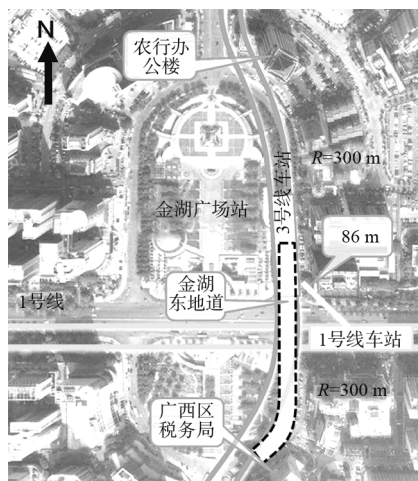 N
农行办
公楼
R=300 m
3号线车站
金湖广场站
86 m
金湖
东地道
1号线
1号线车站
R=300 m
广西区
税务局